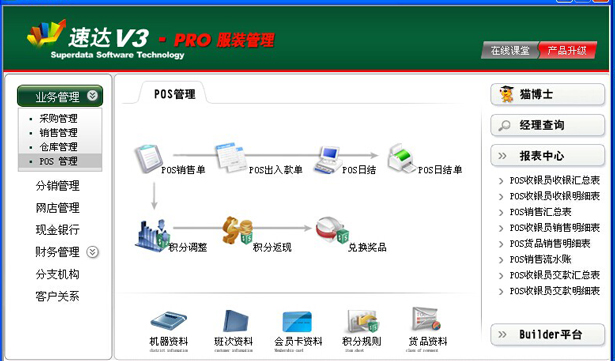 速达 V3 - PRO 服装管理
Superdata Software Technology
在线课堂 产品升级
业务管理
采购管理
销售管理
仓库管理
POS 管理
分销管理
网店管理
现金银行
财务管理
分支机构
客户关系
POS管理
POS销售单 POS出入款单 POS日结 POS日结单
积分调整 积分返现 兑换奖品
机器资料 班次资料 会员卡资料 积分规则 货品资料
猫博士
经理查询
报表中心
POS收银员收银汇总表
POS收银员收银明细表
POS销售汇总表
POS收银员销售明细表
POS货品销售明细表
POS销售流水账
POS收银员交款汇总表
POS收银员交款明细表
Builder平台